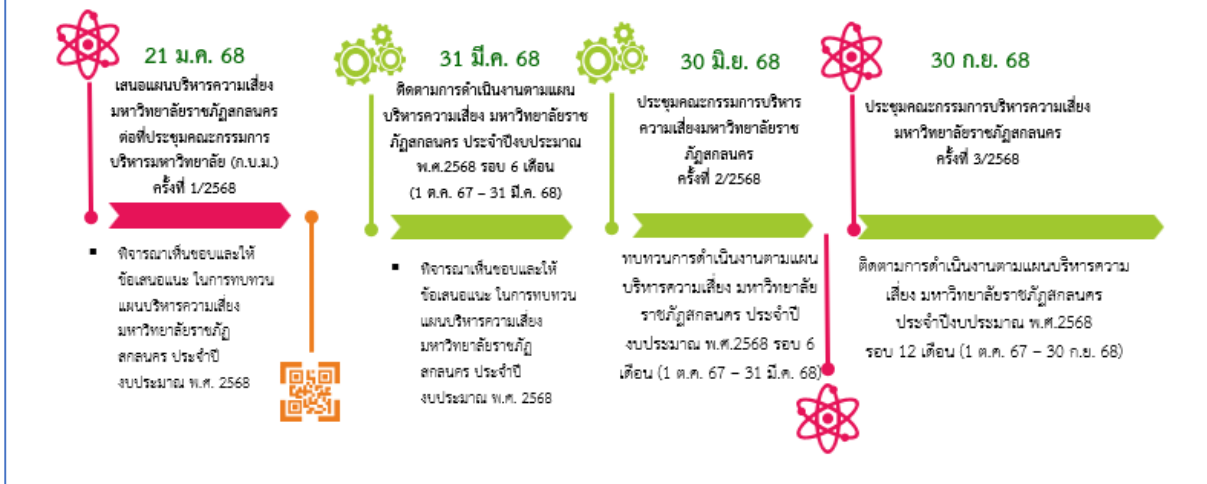 21 ม.ค. 68
เสนอแผนบริหารความเสี่ยง
มหาวิทยาลัยราชภัฏสกลนคร
ต่อที่ประชุมคณะกรรมการ
บริหารมหาวิทยาลัย (ก.บ.ม.)
ครั้งที่ 1/2568
▪ พิจารณาเห็นชอบและให้
ข้อเสนอแนะ ในการทบทวน
แผนบริหารความเสี่ยง
มหาวิทยาลัยราชภัฏ
สกลนคร ประจำปี
งบประมาณ พ.ศ. 2568
31 มี.ค. 68
ติดตามการดำเนินงานตามแผน
บริหารความเสี่ยง มหาวิทยาลัยราช
ภัฏสกลนคร ประจำปีงบประมาณ
พ.ศ.2568 รอบ 6 เดือน
(1 ต.ค. 67 – 31 มี.ค. 68)
▪ พิจารณาเห็นชอบและให้
ข้อเสนอแนะ ในการทบทวน
แผนบริหารความเสี่ยง
มหาวิทยาลัยราชภัฏ
สกลนคร ประจำปี
งบประมาณ พ.ศ. 2568
30 มิ.ย. 68
ประชุมคณะกรรมการบริหาร
ความเสี่ยงมหาวิทยาลัยราช
ภัฏสกลนคร
ครั้งที่ 2/2568
ทบทวนการดำเนินงานตามแผน
บริหารความเสี่ยง มหาวิทยาลัย
ราชภัฏสกลนคร ประจำปี
งบประมาณ พ.ศ.2568 รอบ 6
เดือน (1 ต.ค. 67 – 31 มี.ค. 68)
30 ก.ย. 68
ประชุมคณะกรรมการบริหารความเสี่ยง
มหาวิทยาลัยราชภัฏสกลนคร
ครั้งที่ 3/2568
ติดตามการดำเนินงานตามแผนบริหารความ
เสี่ยง มหาวิทยาลัยราชภัฏสกลนคร
ประจำปีงบประมาณ พ.ศ.2568
รอบ 12 เดือน (1 ต.ค. 67 – 30 ก.ย. 68)